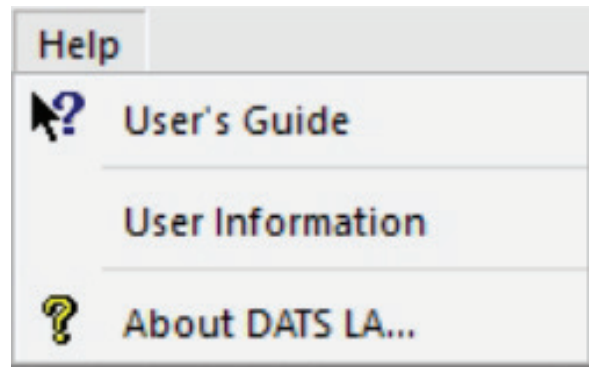 Help
User's Guide
User Information
About DATS LA...